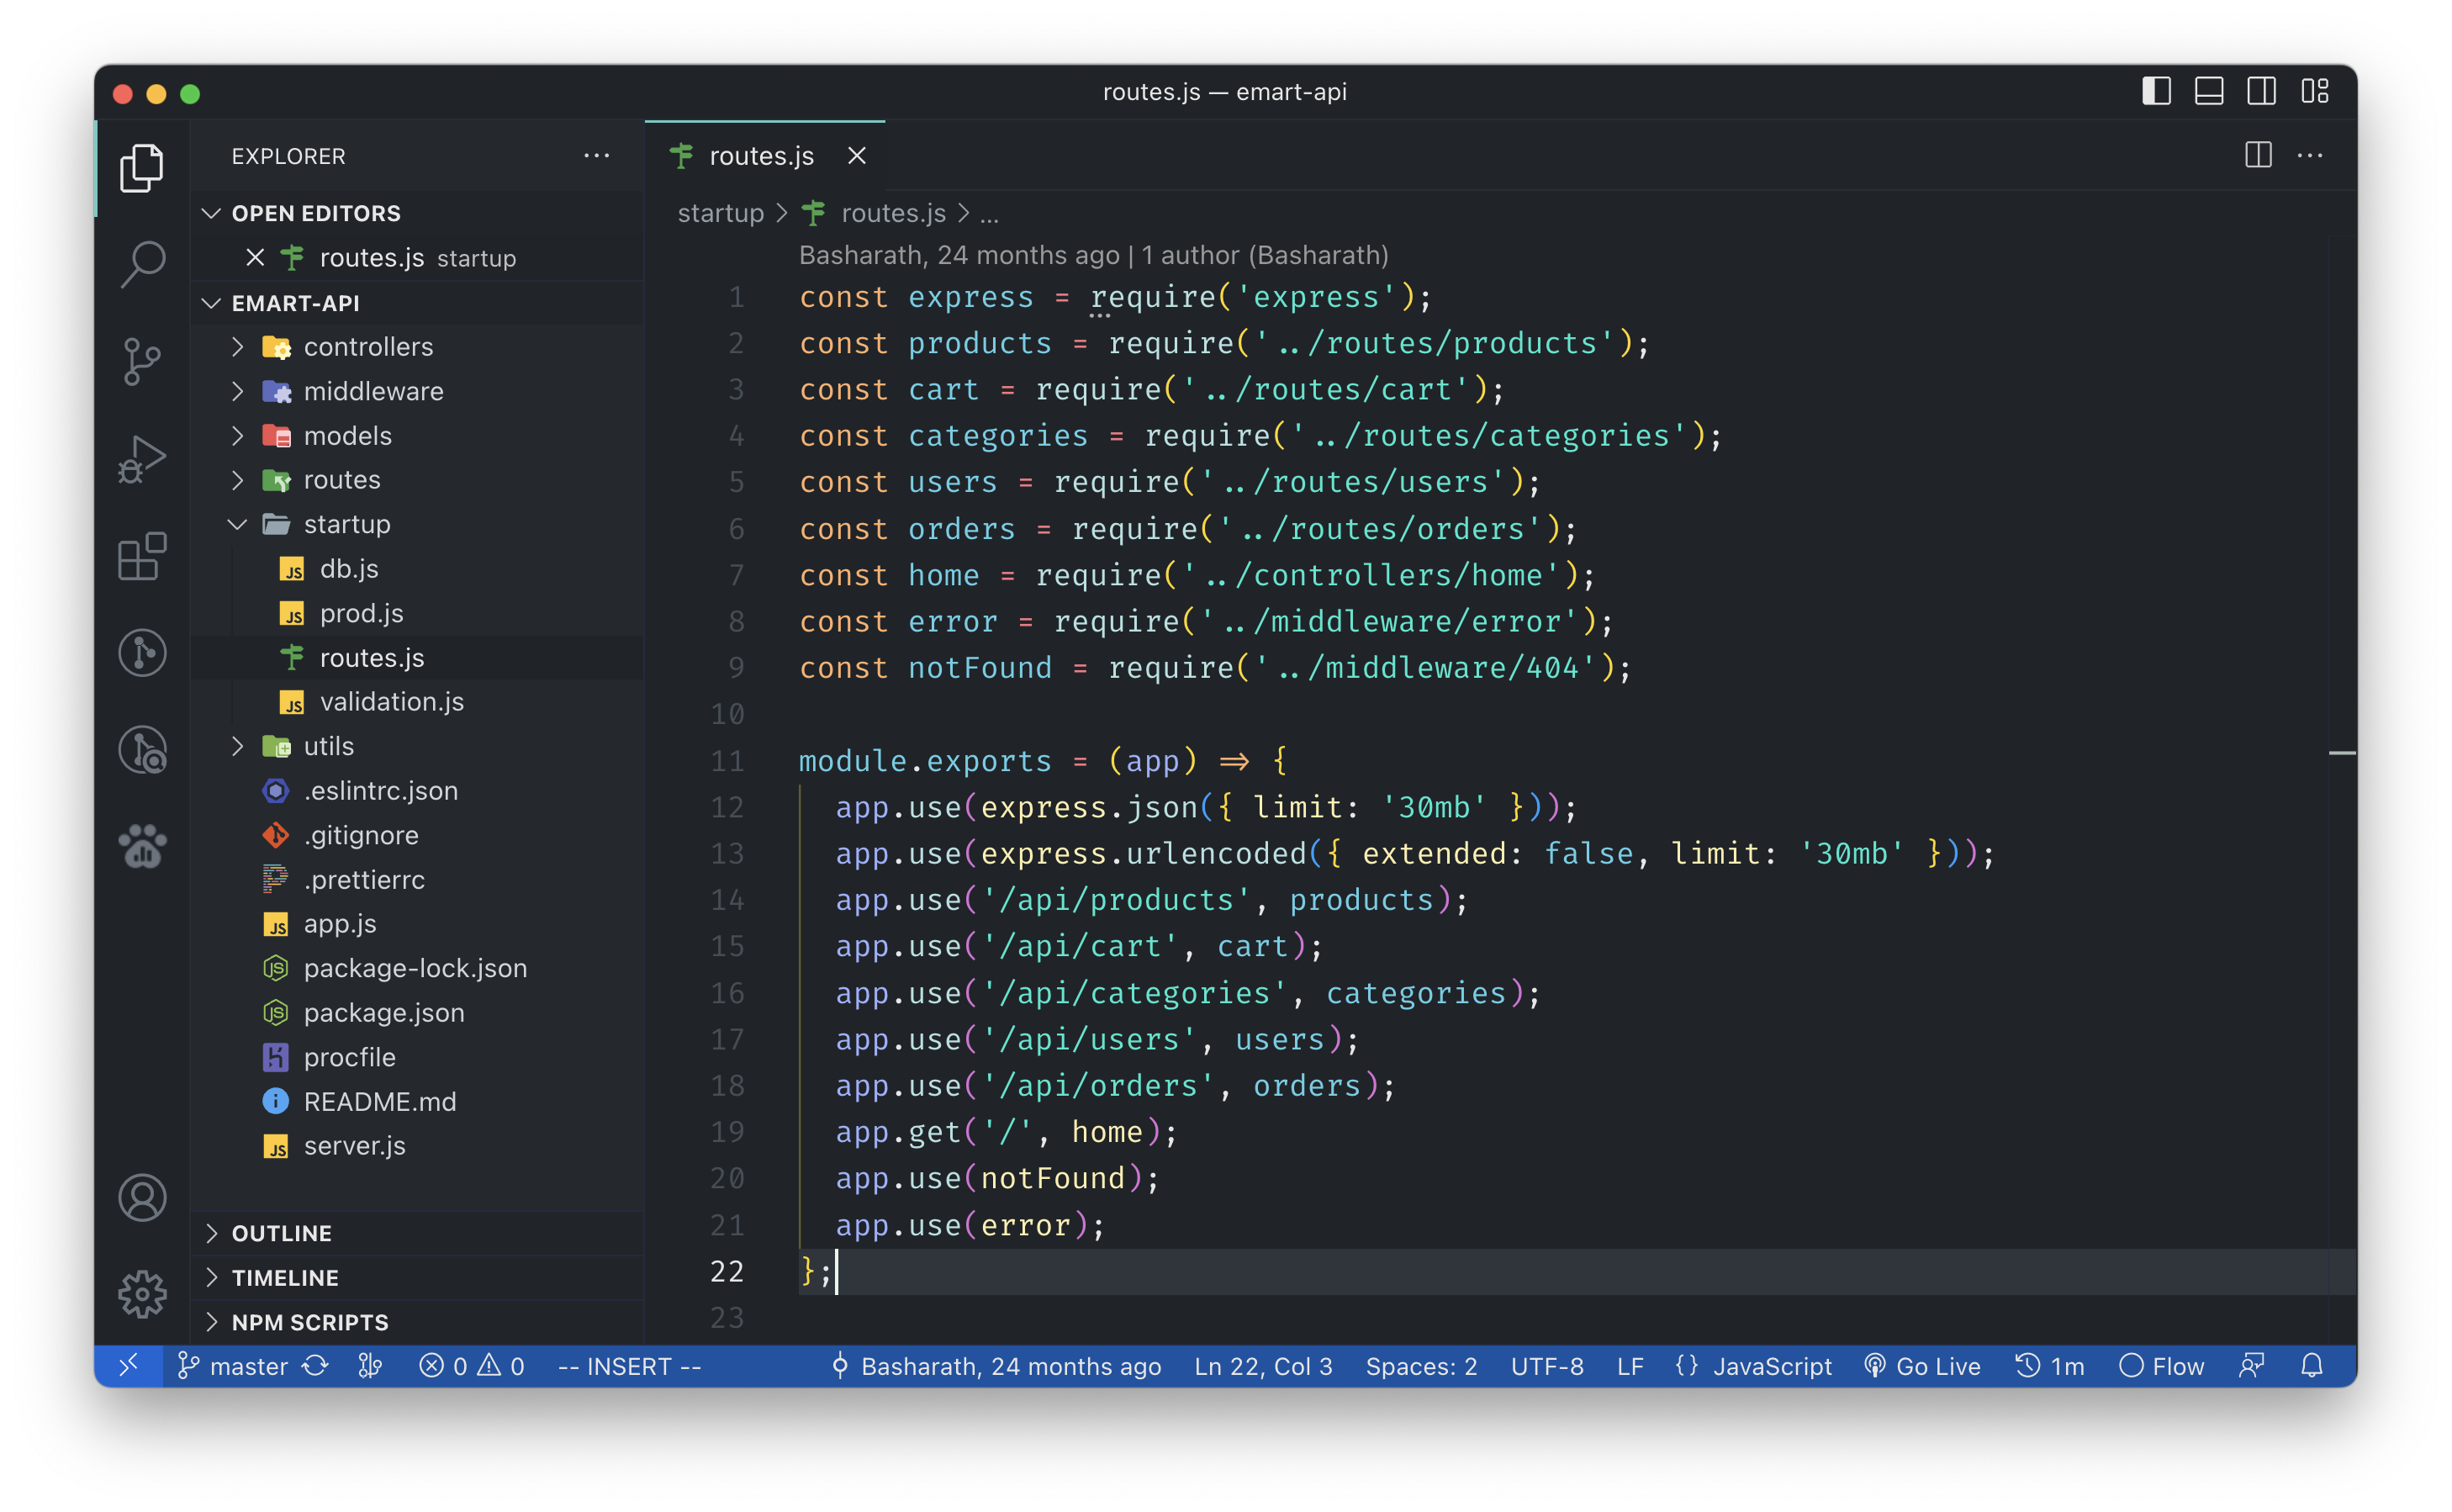 routes.js — emart-api
EXPLORER
OPEN EDITORS
routes.js startup
EMART-API
controllers
middleware
models
routes
startup
db.js
prod.js
routes.js
validation.js
utils
.eslintrc.json
.gitignore
.prettierrc
app.js
package-lock.json
package.json
procfile
README.md
server.js
OUTLINE
TIMELINE
NPM SCRIPTS
routes.js
startup > routes.js > ...
Basharath, 24 months ago | 1 author (Basharath)
1 const express = require('express');
2 const products = require('../routes/products');
3 const cart = require('../routes/cart');
4 const categories = require('../routes/categories');
5 const users = require('../routes/users');
6 const orders = require('../routes/orders');
7 const home = require('../controllers/home');
8 const error = require('../middleware/error');
9 const notFound = require('../middleware/404');
10
11 module.exports = (app) => {
12 app.use(express.json({ limit: '30mb' }));
13 app.use(express.urlencoded({ extended: false, limit: '30mb' }));
14 app.use('/api/products', products);
15 app.use('/api/cart', cart);
16 app.use('/api/categories', categories);
17 app.use('/api/users', users);
18 app.use('/api/orders', orders);
19 app.get('/', home);
20 app.use(notFound);
21 app.use(error);
22 };
23
master 0 0 -- INSERT -- Basharath, 24 months ago Ln 22, Col 3 Spaces: 2 UTF-8 LF {} JavaScript Go Live 1m Flow